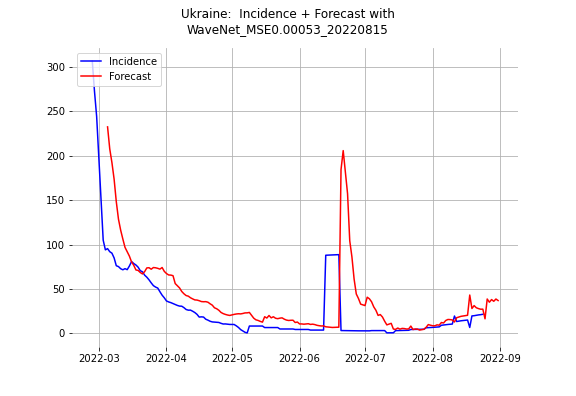 Ukraine:  Incidence + Forecast with
WaveNet_MSE0.00053_20220815
Incidence
Forecast
300
250
200
150
100
50
0
2022-03 2022-04 2022-05 2022-06 2022-07 2022-08 2022-09